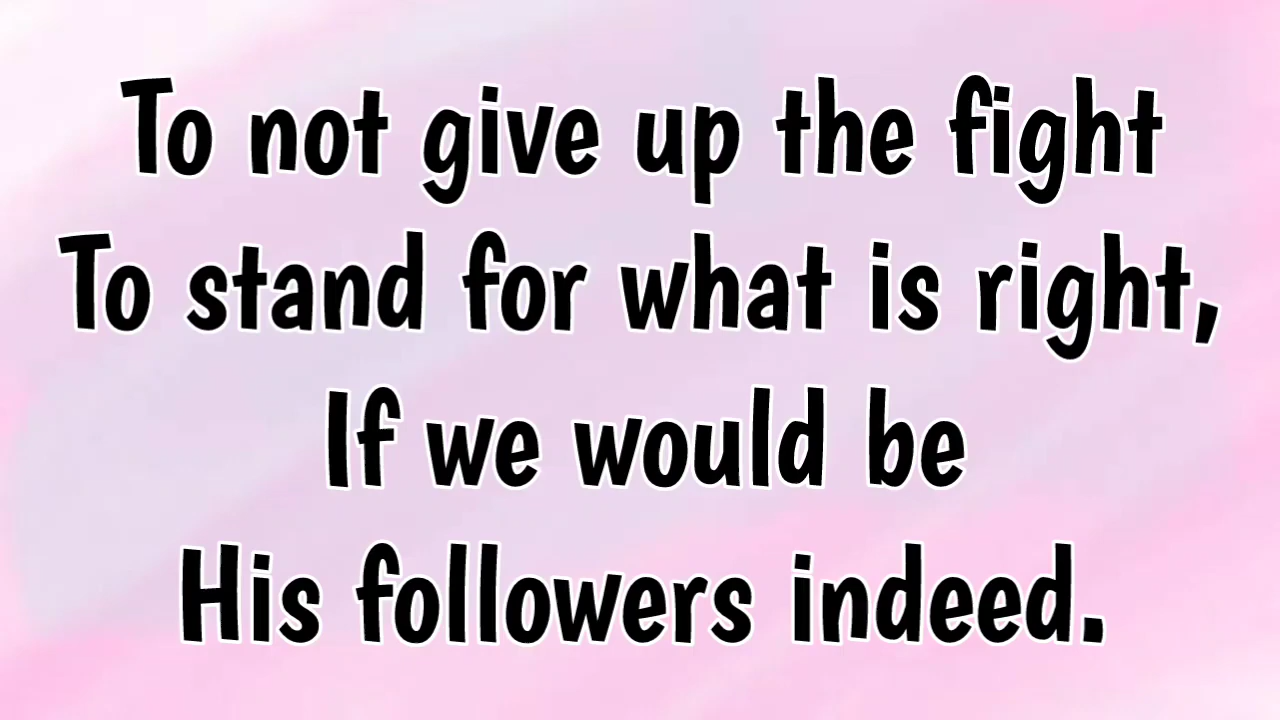 To not give up the fight
To stand for what is right,
If we would be
His followers indeed.